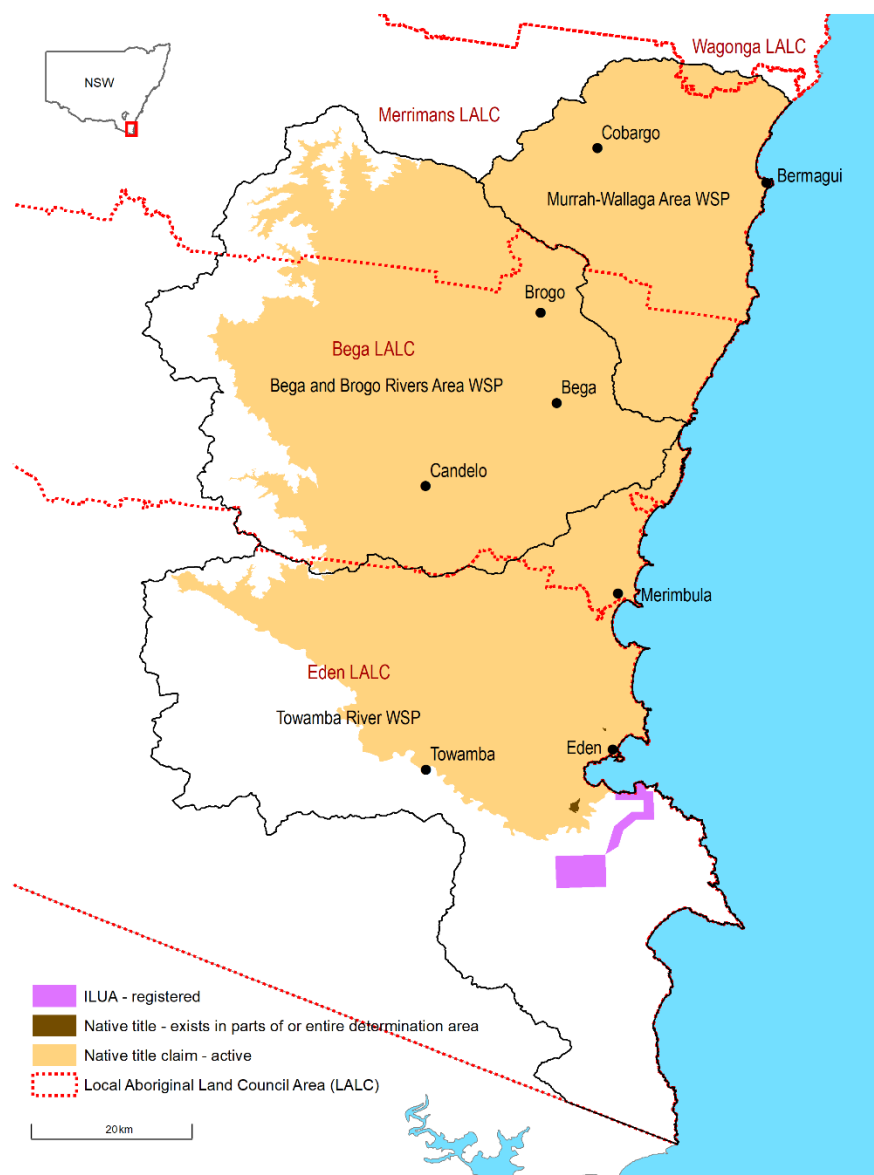 Wagonga LALC
NSW
Merrimans LALC
Cobargo
Bermagui
Murrah-Wallaga Area WSP
Brogo
Bega LALC
Bega and Brogo Rivers Area WSP
Bega
Candelo
Merimbula
Eden LALC
Towamba River WSP
Eden
Towamba
ILUA - registered
Native title - exists in parts of or entire determination area
Native title claim - active
Local Aboriginal Land Council Area (LALC)
20 km